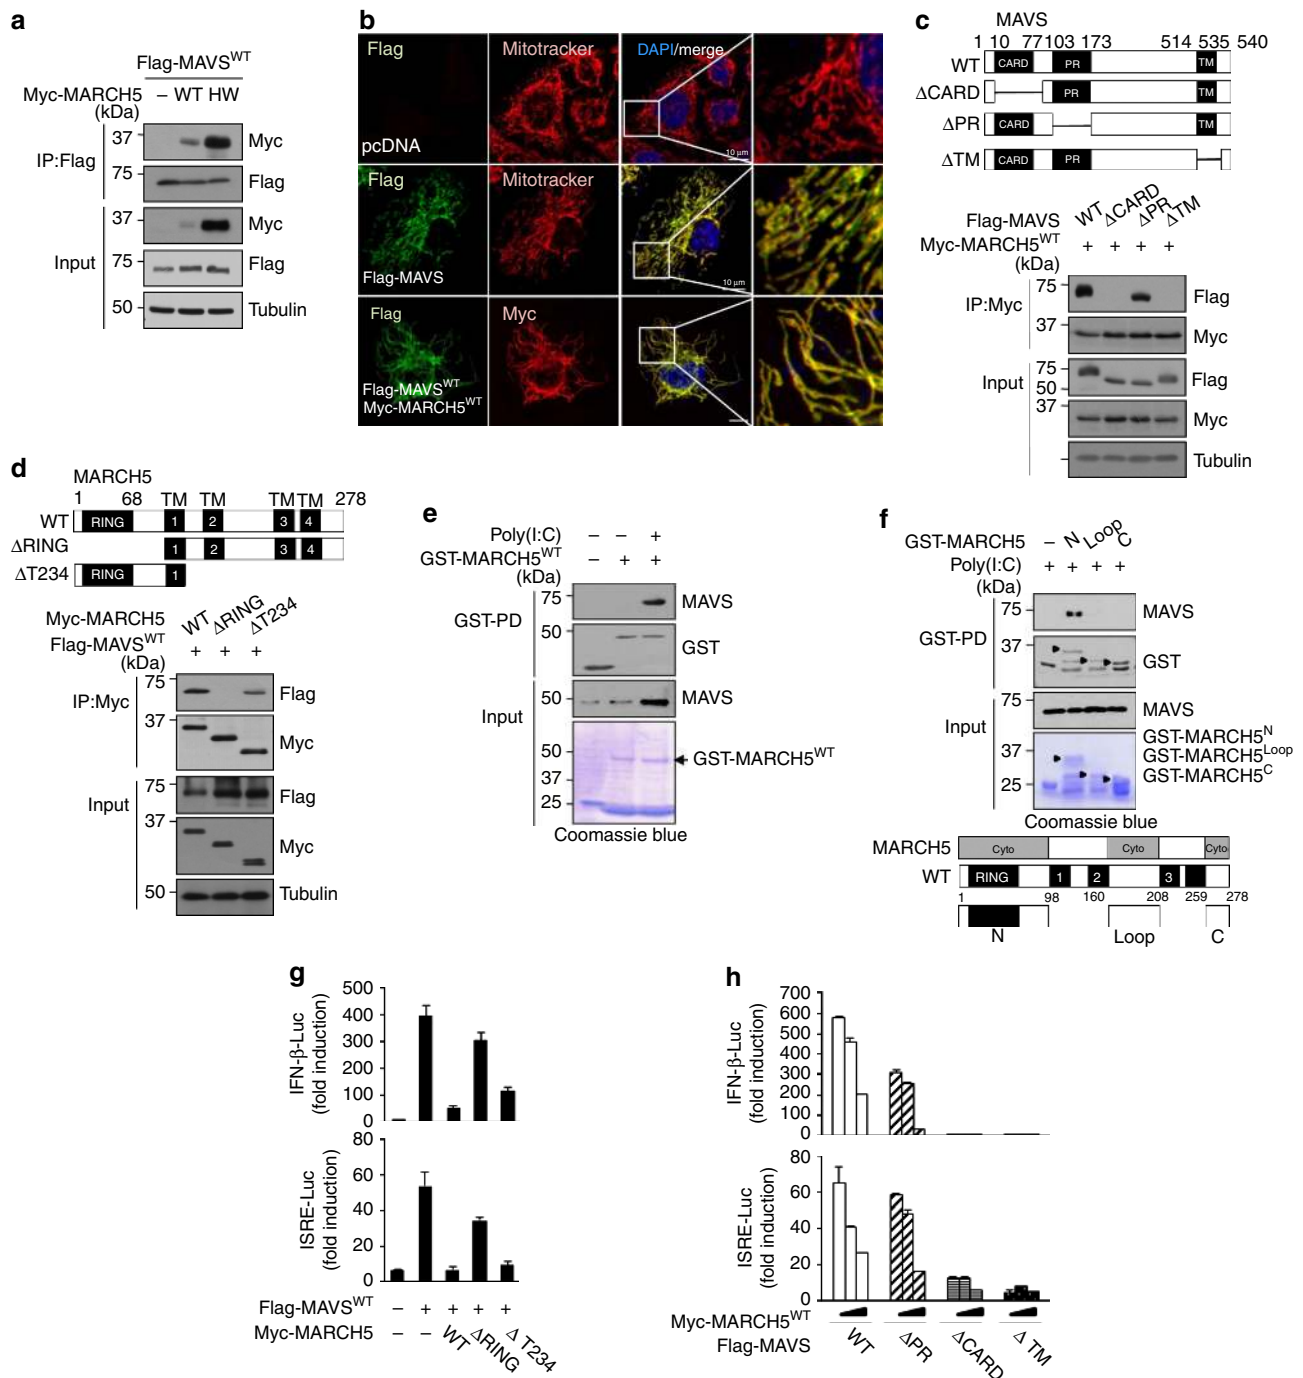 a
Flag-MAVSWT
Myc-MARCH5 – WT HW
(kDa)
IP:Flag
37 Myc
75 Flag
Input
37 Myc
75 Flag
50 Tubulin
b
Flag Mitotracker DAPI/merge
pcDNA 10 μm
Flag Mitotracker
Flag-MAVS 10 μm
Flag Myc
Flag-MAVSWT
Myc-MARCH5WT
c
MAVS
1 10 77 103 173 514 535 540
WT CARD PR TM
ΔCARD PR TM
ΔPR CARD TM
ΔTM CARD PR
Flag-MAVS WT ΔCARD ΔPR ΔTM
Myc-MARCH5WT + + + +
(kDa)
IP:Myc
75 Flag
37 Myc
Input
75
50 Flag
37 Myc
Tubulin
d
MARCH5
1 68 TM TM TM TM 278
WT RING 1 2 3 4
ΔRING 1 2 3 4
ΔT234 RING 1
Myc-MARCH5 WT ΔRING ΔT234
Flag-MAVSWT + + +
(kDa)
IP:Myc
75 Flag
37 Myc
Input
75 Flag
37 Myc
50 Tubulin
e
Poly(I:C) – – +
GST-MARCH5WT – + +
(kDa)
GST-PD
75 MAVS
50 GST
Input
50 MAVS
50 GST-MARCH5WT
37
25
Coomassie blue
f
GST-MARCH5 – N Loop C
Poly(I:C) + + + +
(kDa)
GST-PD
75 MAVS
37 GST
25
Input
75 MAVS
GST-MARCH5N
37 GST-MARCH5Loop
25 GST-MARCH5C
Coomassie blue
MARCH5 Cyto Cyto Cyto
WT RING 1 2 3
1 98 160 208 259 278
N Loop C
g
IFN-β-Luc
(fold induction)
500
400
300
200
100
0
ISRE-Luc
(fold induction)
80
60
40
20
0
Flag-MAVSWT – + + + +
Myc-MARCH5 – – WT ΔRING Δ T234
h
IFN-β-Luc
(fold induction)
700
600
500
400
300
200
100
0
ISRE-Luc
(fold induction)
80
60
40
20
0
Myc-MARCH5WT
Flag-MAVS WT ΔPR ΔCARD Δ TM